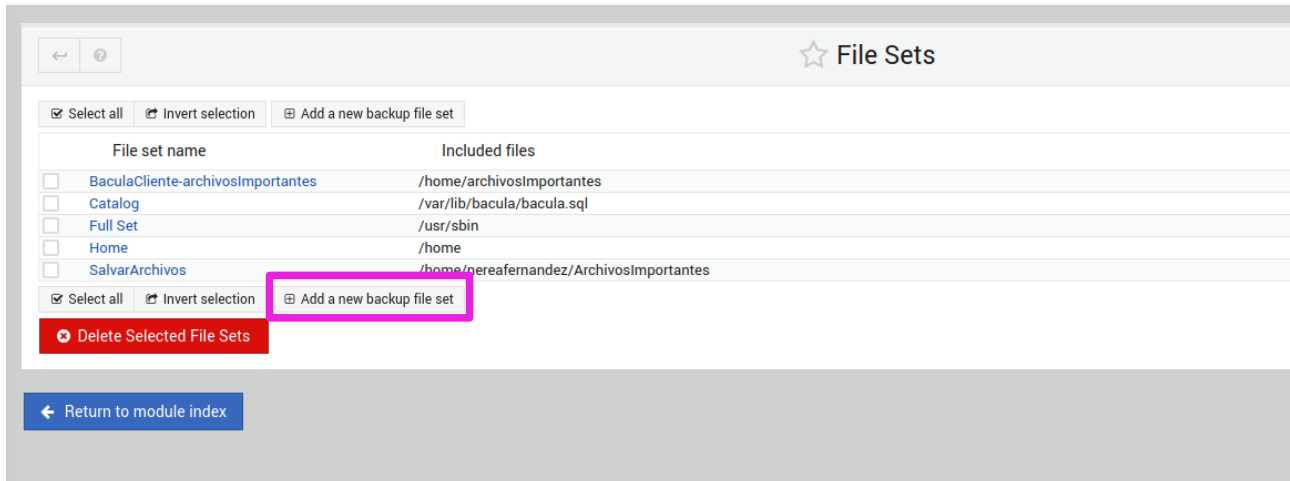 File Sets
Select all Invert selection Add a new backup file set
File set name Included files
BaculaCliente-archivosImportantes /home/archivosImportantes
Catalog /var/lib/bacula/bacula.sql
Full Set /usr/sbin
Home /home
SalvarArchivos /home/pereafernandez/ArchivosImportantes
Select all Invert selection Add a new backup file set
Delete Selected File Sets
Return to module index